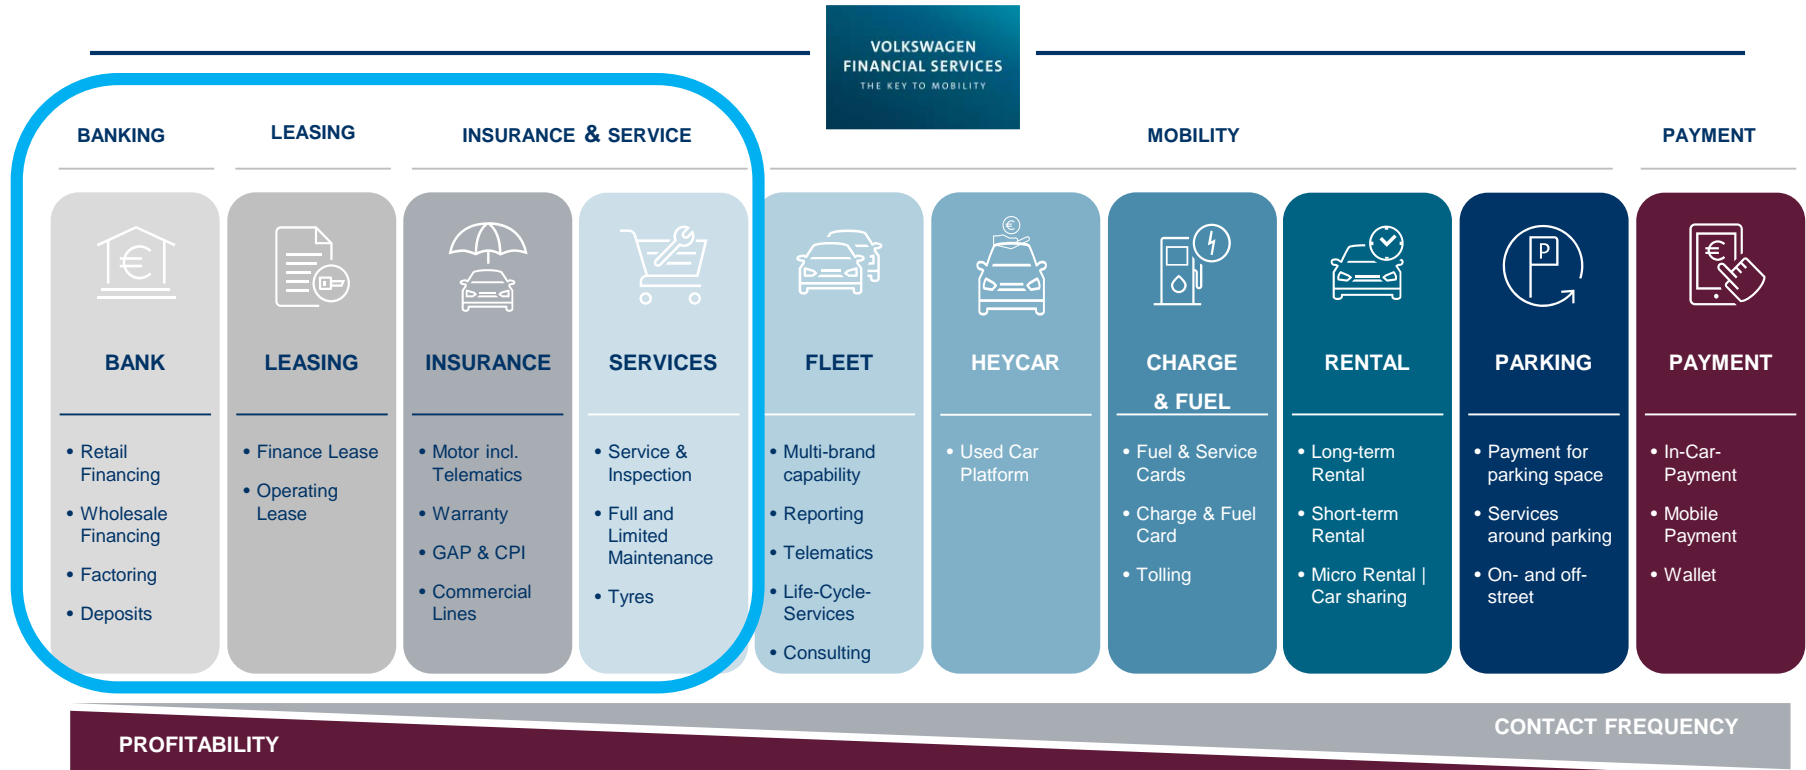 VOLKSWAGEN
FINANCIAL SERVICES
THE KEY TO MOBILITY
BANKING
LEASING
INSURANCE & SERVICE
MOBILITY
PAYMENT
€
€
P
€
BANK
LEASING
INSURANCE
SERVICES
FLEET
HEYCAR
CHARGE
& FUEL
RENTAL
PARKING
PAYMENT
• Retail
Financing
• Wholesale
Financing
• Factoring
• Deposits
• Finance Lease
• Operating
Lease
• Motor incl.
Telematics
• Warranty
• GAP & CPI
• Commercial
Lines
• Service &
Inspection
• Full and
Limited
Maintenance
• Tyres
• Multi-brand
capability
• Reporting
• Telematics
• Life-Cycle-
Services
• Consulting
• Used Car
Platform
• Fuel & Service
Cards
• Charge & Fuel
Card
• Tolling
• Long-term
Rental
• Short-term
Rental
• Micro Rental |
Car sharing
• Payment for
parking space
• Services
around parking
• On- and off-
street
• In-Car-
Payment
• Mobile
Payment
• Wallet
PROFITABILITY
CONTACT FREQUENCY